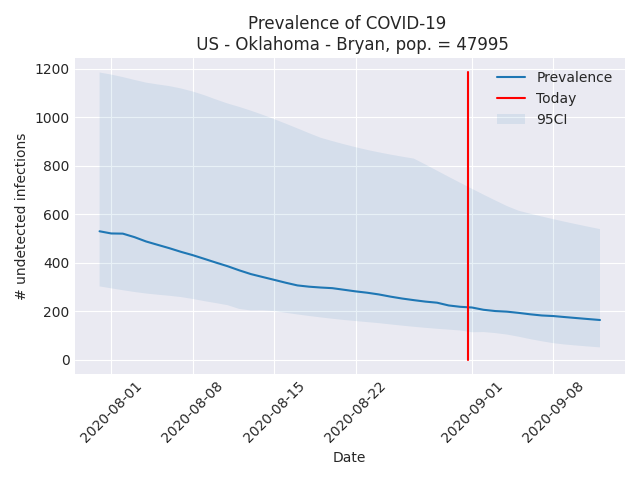 Prevalence of COVID-19
US - Oklahoma - Bryan, pop. = 47995
Prevalence
Today
95CI
# undetected infections
1200
1000
800
600
400
200
0
2020-08-01
2020-08-08
2020-08-15
2020-08-22
2020-09-01
2020-09-08
Date